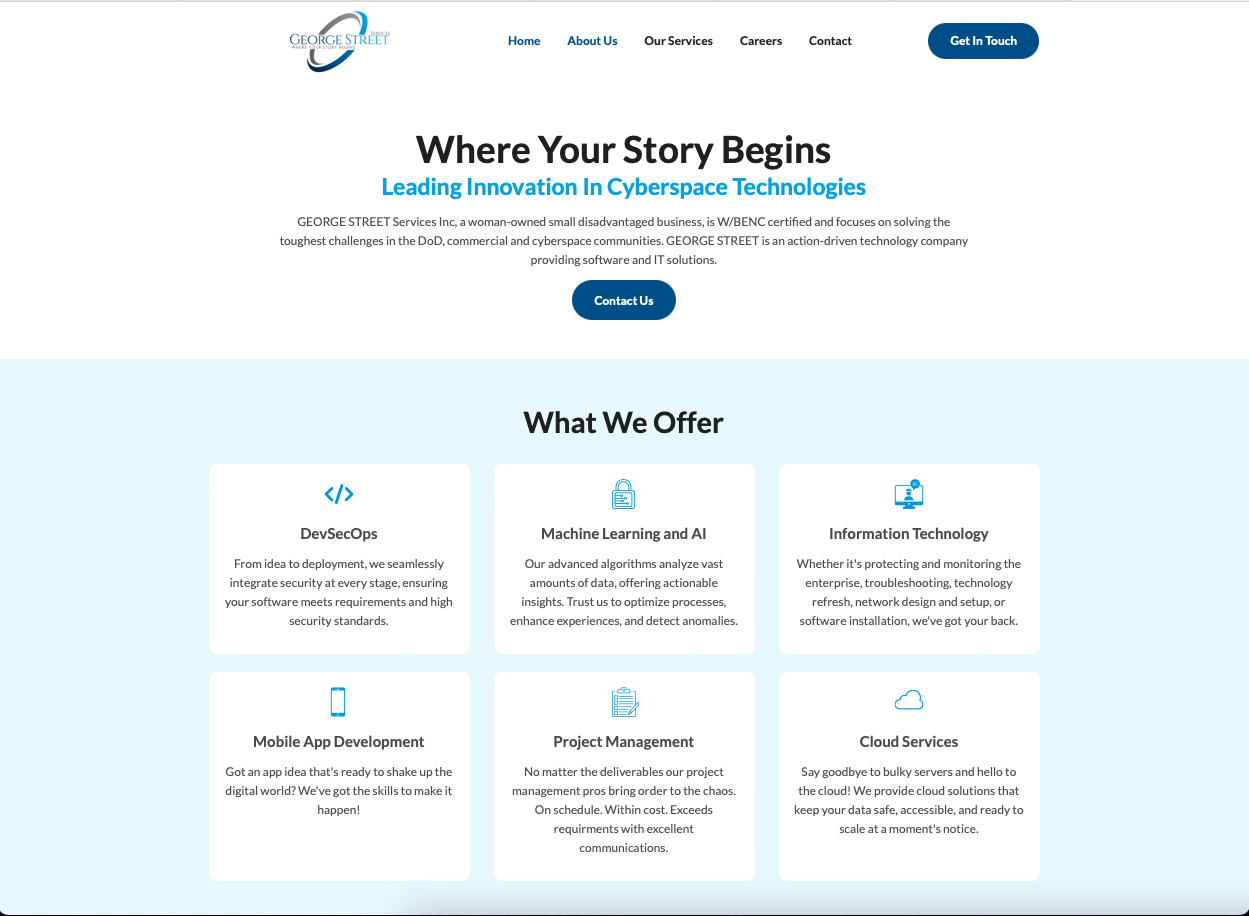 GEORGE STREET SERVICES
WHERE YOUR STORY BEGINS
Home About Us Our Services Careers Contact
Get In Touch
Where Your Story Begins
Leading Innovation In Cyberspace Technologies
GEORGE STREET Services Inc, a woman-owned small disadvantaged business, is W/BENC certified and focuses on solving the
toughest challenges in the DoD, commercial and cyberspace communities. GEORGE STREET is an action-driven technology company
providing software and IT solutions.
Contact Us
What We Offer
DevSecOps
From idea to deployment, we seamlessly
integrate security at every stage, ensuring
your software meets requirements and high
security standards.
Machine Learning and AI
Our advanced algorithms analyze vast
amounts of data, offering actionable
insights. Trust us to optimize processes,
enhance experiences, and detect anomalies.
Information Technology
Whether it's protecting and monitoring the
enterprise, troubleshooting, technology
refresh, network design and setup, or
software installation, we've got your back.
Mobile App Development
Got an app idea that's ready to shake up the
digital world? We've got the skills to make it
happen!
Project Management
No matter the deliverables our project
management pros bring order to the chaos.
On schedule. Within cost. Exceeds
requirments with excellent
communications.
Cloud Services
Say goodbye to bulky servers and hello to
the cloud! We provide cloud solutions that
keep your data safe, accessible, and ready to
scale at a moment's notice.